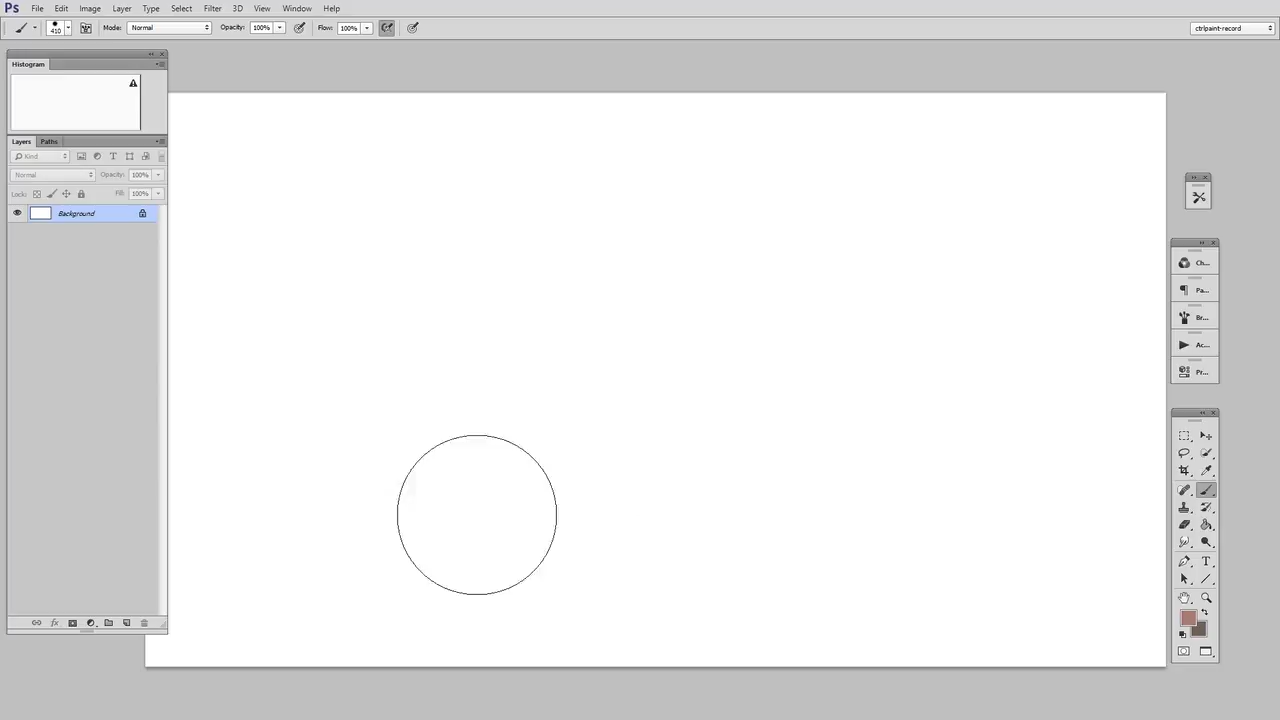 Ps File Edit Image Layer Type Select Filter 3D View Window Help
410 Mode: Normal Opacity: 100% Flow: 100% ctrlpaint-record
Histogram
Layers Paths
Kind
Normal Opacity: 100%
Lock: Fill: 100%
Background
Ch...
Pa...
Br...
Ac...
Pr...
T